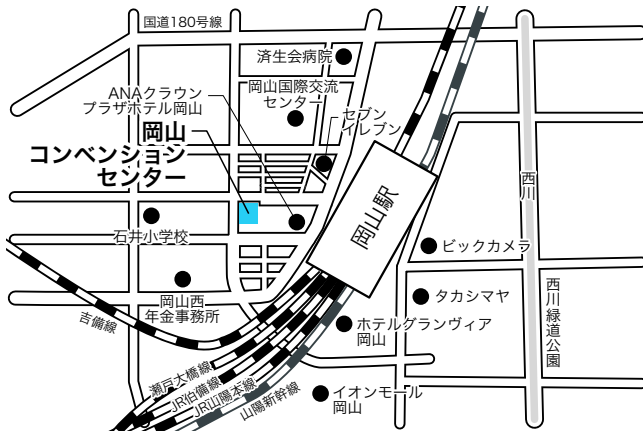 国道180号線
済生会病院
岡山国際交流
センター
ANAクラウン
プラザホテル岡山
セブン
イレブン
岡山
コンベンション
センター
岡山駅
西川
石井小学校
ビックカメラ
岡山西
年金事務所
タカシマヤ
西川緑道公園
吉備線
ホテルグランヴィア
岡山
瀬戸大橋線
JR伯備線
JR山陽本線
山陽新幹線
イオンモール
岡山